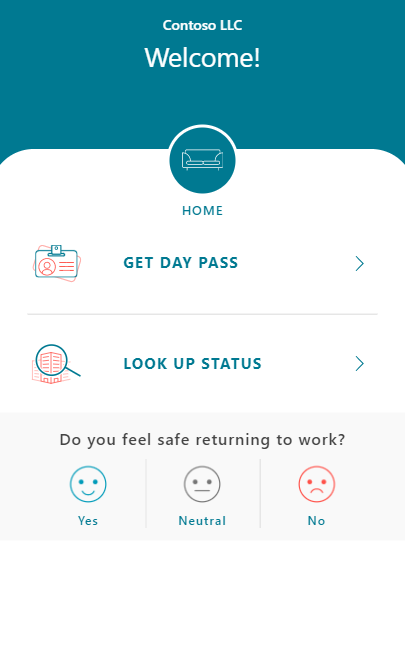 Contoso LLC
Welcome!
HOME
GET DAY PASS
LOOK UP STATUS
Do you feel safe returning to work?
Yes
Neutral
No